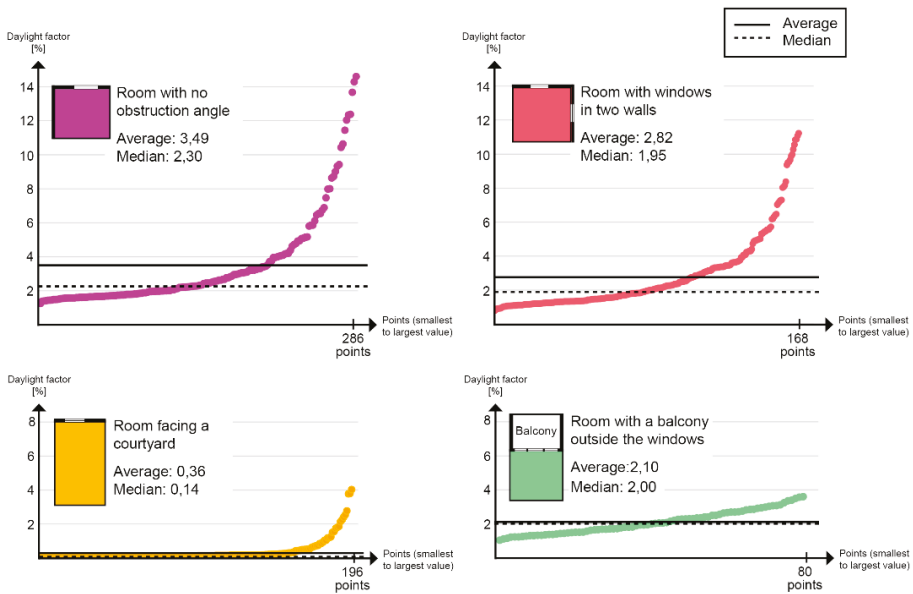 Average
Median
Daylight factor
[%]
14
12
10
8
6
4
2
Room with no
obstruction angle
Average: 3,49
Median: 2,30
Points (smallest
to largest value)
286
points
Daylight factor
[%]
14
12
10
8
6
4
2
Room with windows
in two walls
Average: 2,82
Median: 1,95
Points (smallest
to largest value)
168
points
Daylight factor
[%]
8
6
4
2
Room facing a
courtyard
Average: 0,36
Median: 0,14
Points (smallest
to largest value)
196
points
Daylight factor
[%]
8
6
4
2
Balcony
Room with a balcony
outside the windows
Average:2,10
Median: 2,00
Points (smallest
to largest value)
80
points